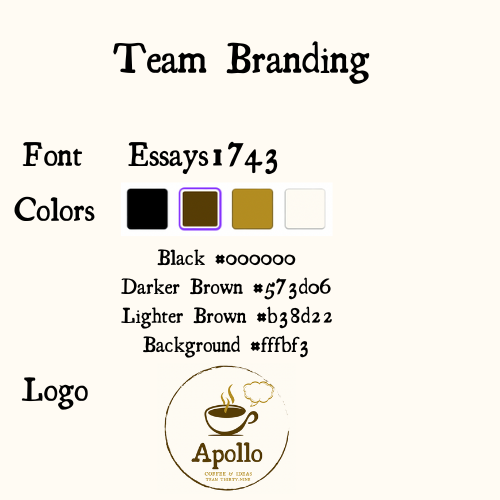 Team Branding
Font Essays1743
Colors
Black #000000
Darker Brown #573d06
Lighter Brown #b38d22
Background #fffbf3
Logo
Apollo
COFFEE & IDEAS
TEAM THIRTY-NINE